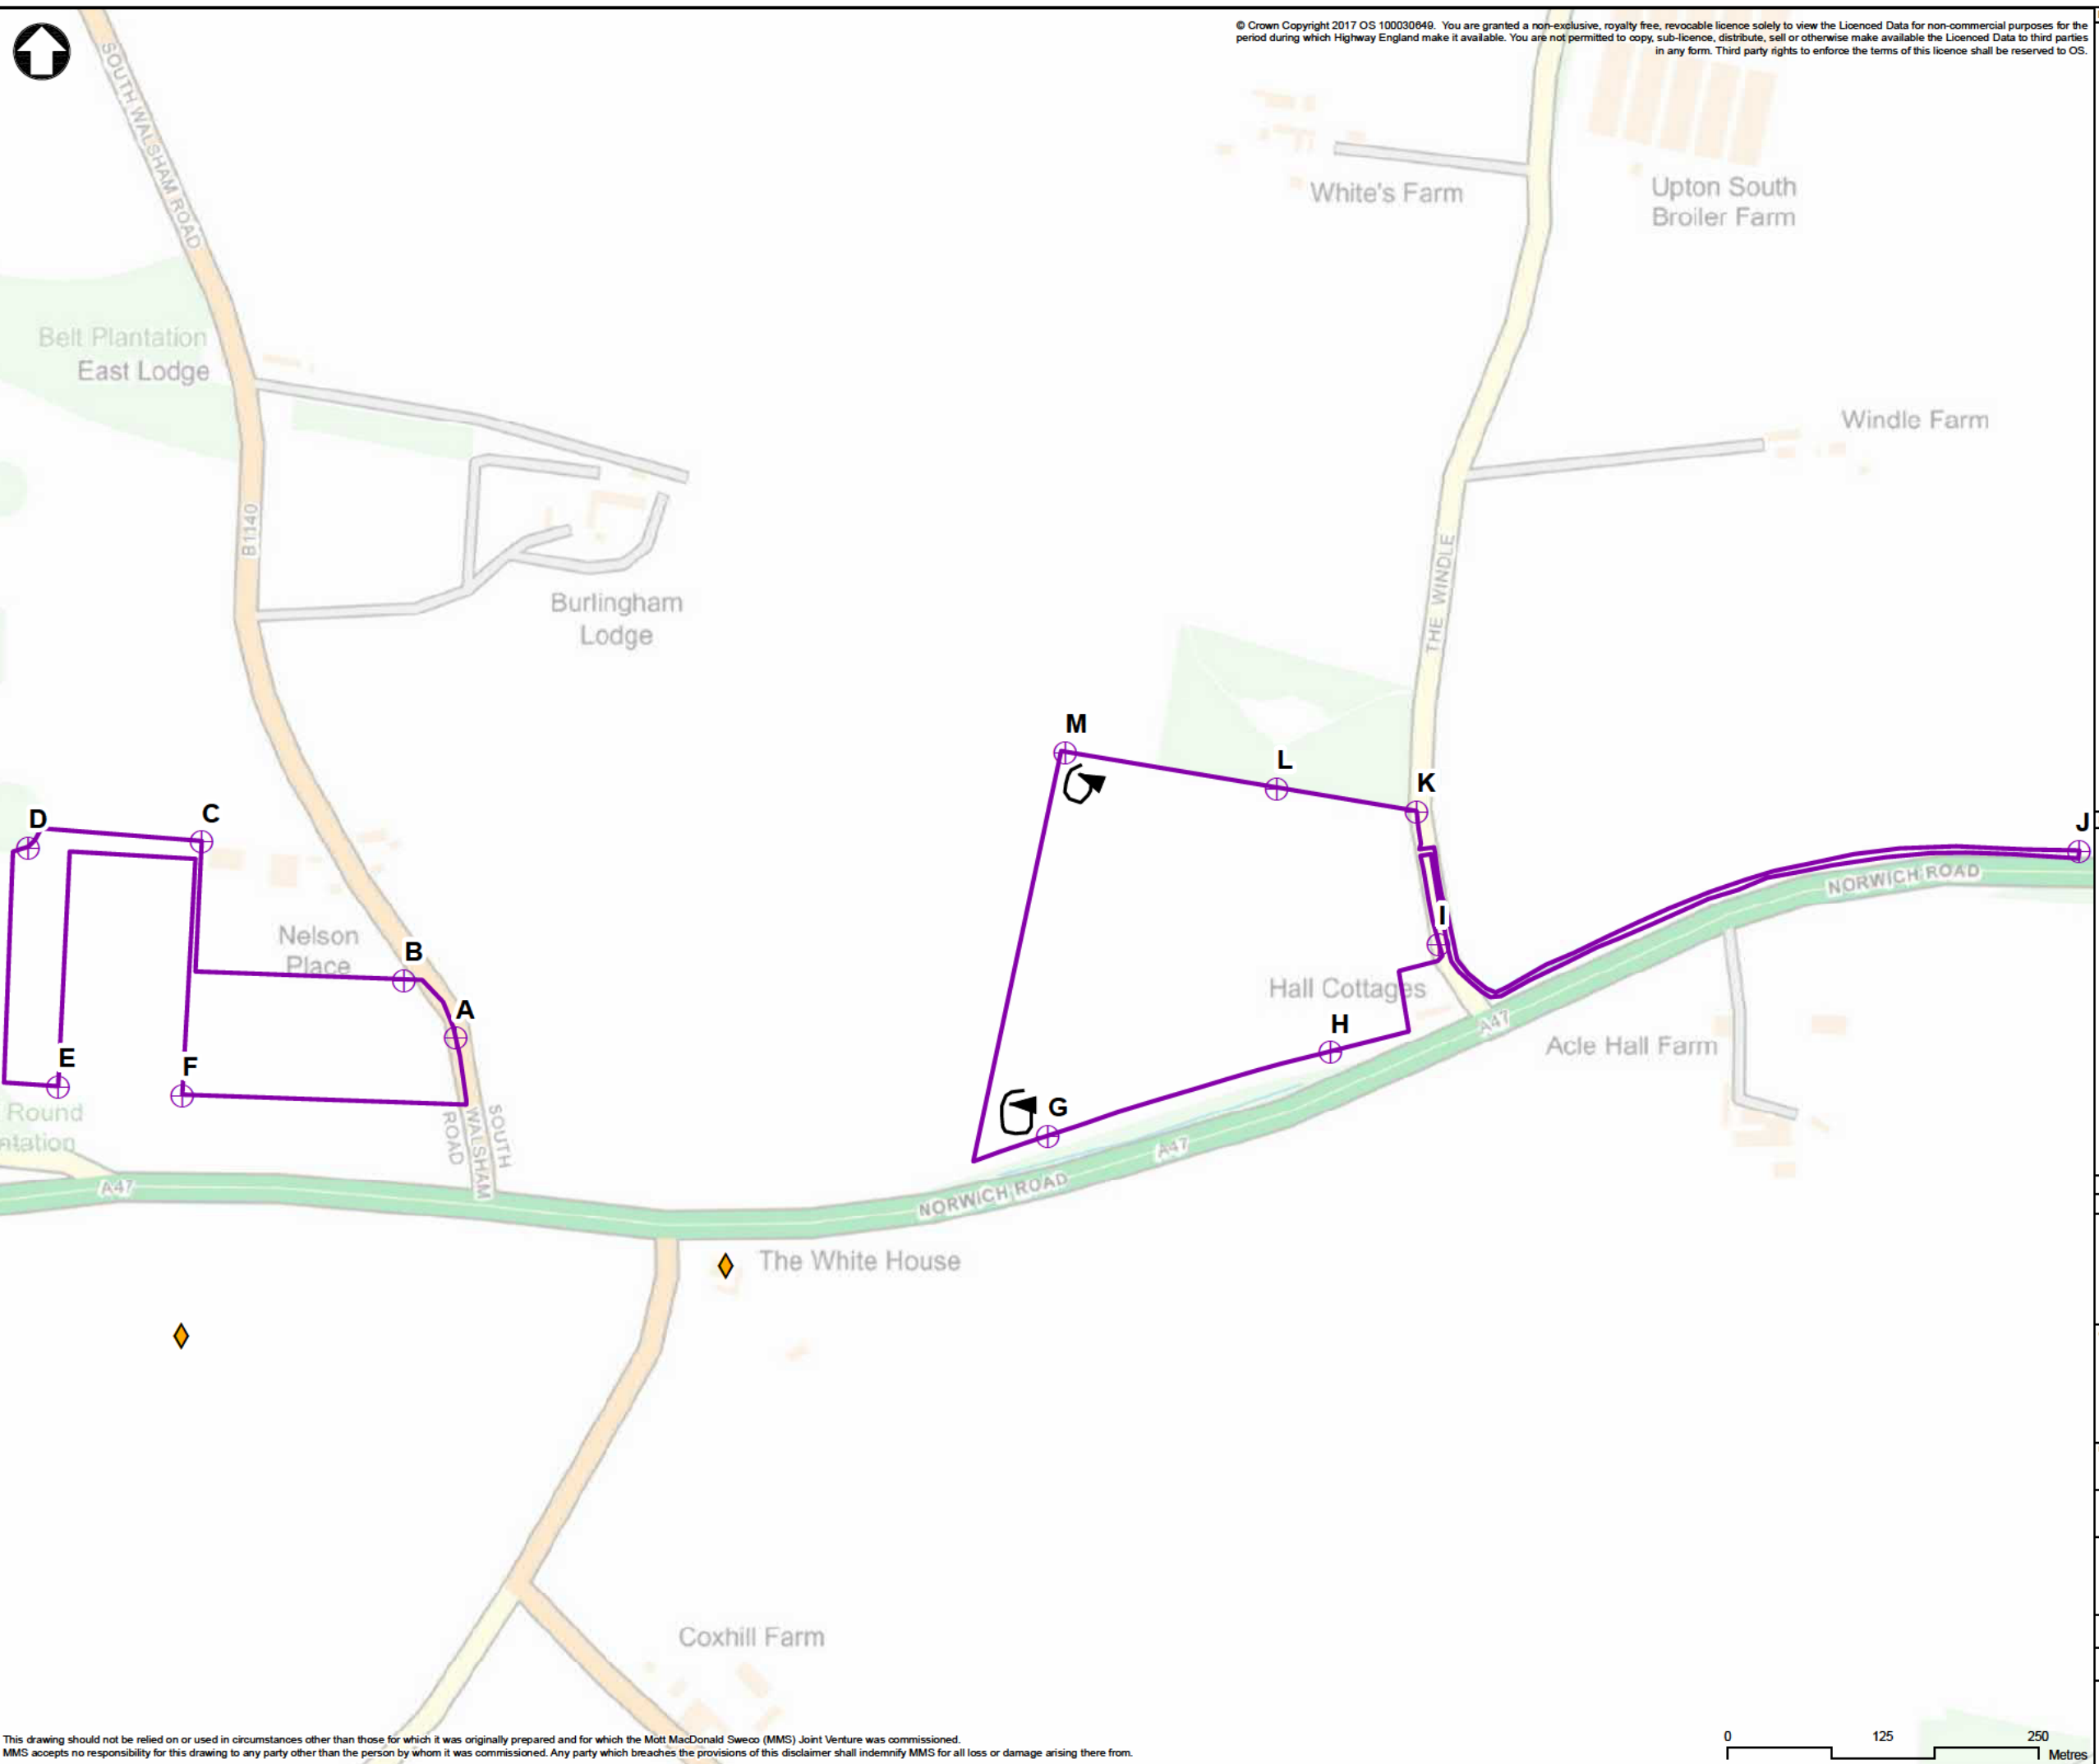 © Crown Copyright 2017 OS 100030649. You are granted a non-exclusive, royalty free, revocable licence solely to view the Licenced Data for non-commercial purposes for the
period during which Highway England make it available. You are not permitted to copy, sub-licence, distribute, sell or otherwise make available the Licenced Data to third parties
in any form. Third party rights to enforce the terms of this licence shall be reserved to OS.
SOUTH WALSHAM ROAD
White's Farm
Upton South
Broiler Farm
Belt Plantation
East Lodge
Windle Farm
B1140
THE WINDLE
Burlingham
Lodge
M
L
K
D
C
J
NORWICH ROAD
I
Nelson
Place
B
Hall Cottages
A
H
A47
Acle Hall Farm
E
F
G
Round
ntation
SOUTH
WALSHAM
ROAD
A47
A47
NORWICH ROAD
The White House
Coxhill Farm
This drawing should not be relied on or used in circumstances other than those for which it was originally prepared and for which the Mott MacDonald Sweco (MMS) Joint Venture was commissioned.
MMS accepts no responsibility for this drawing to any party other than the person by whom it was commissioned. Any party which breaches the provisions of this disclaimer shall indemnify MMS for all loss or damage arising there from.
0 125 250
Metres